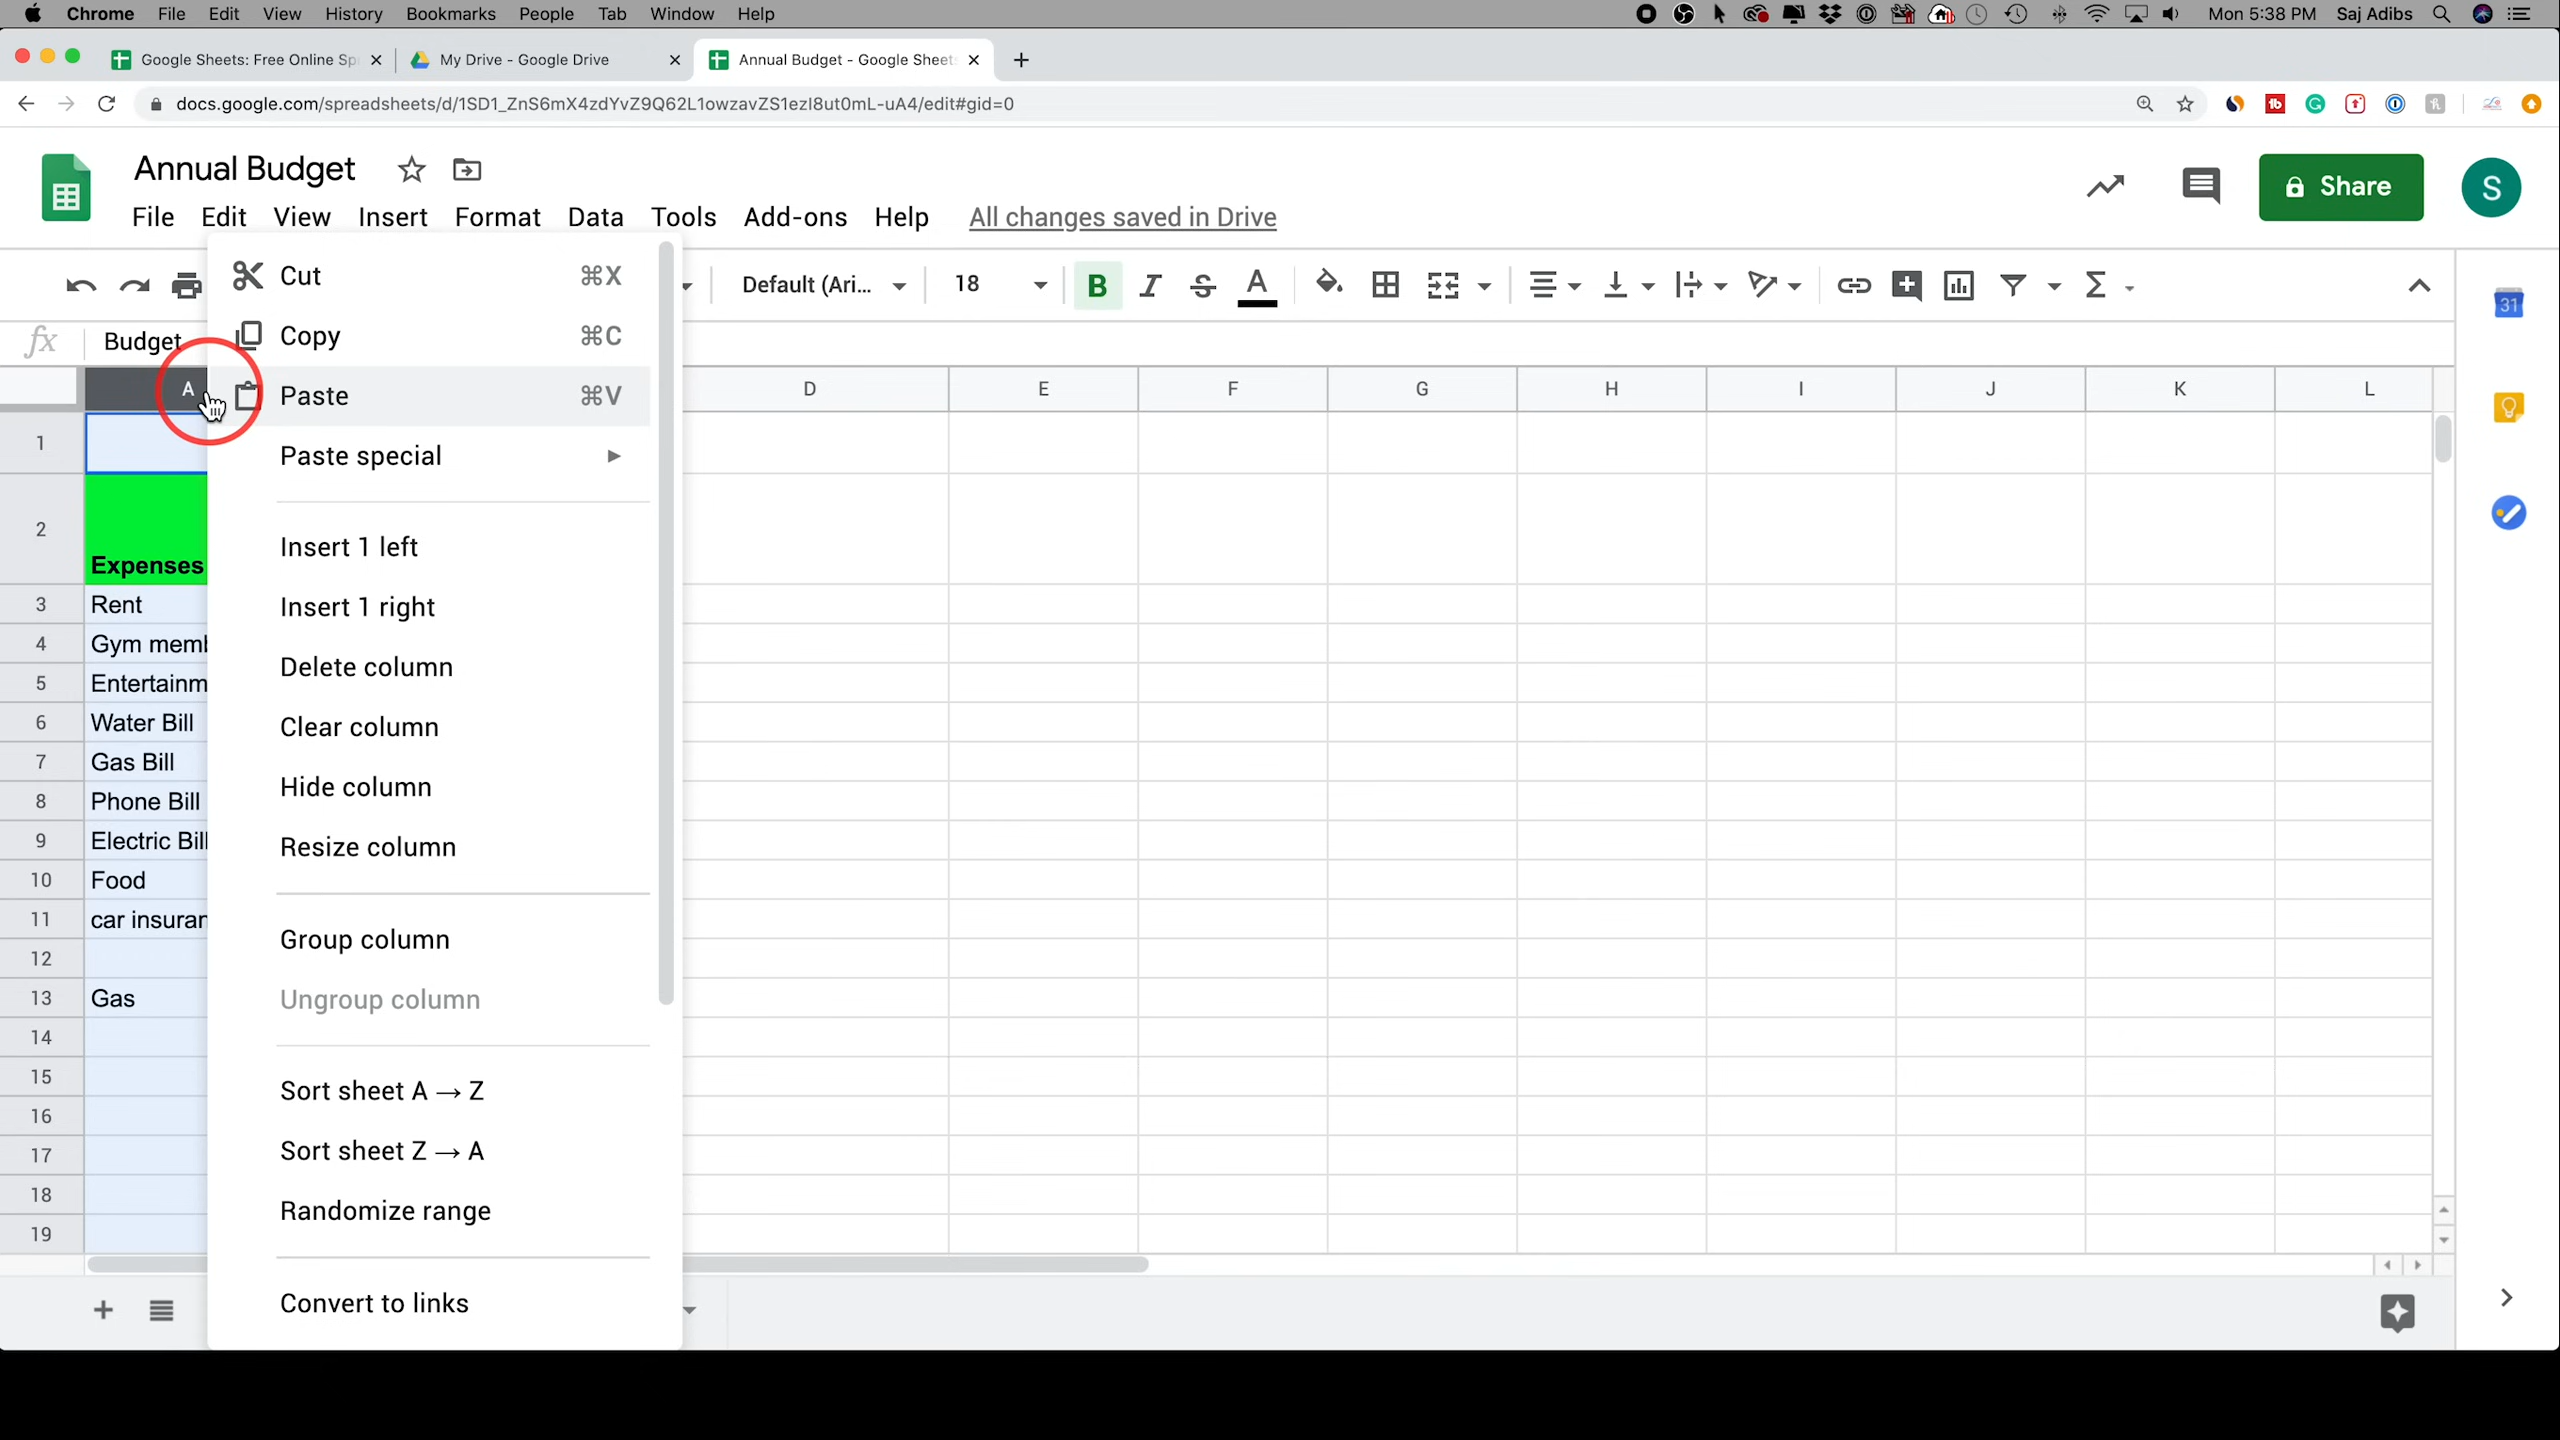 Chrome File Edit View History Bookmarks People Tab Window Help Mon 5:38 PM Saj Adibs
Google Sheets: Free Online Sp My Drive - Google Drive Annual Budget - Google Sheets
docs.google.com/spreadsheets/d/1SD1_ZnS6mX4zdYvZ9Q62L1owzavZS1ezI8ut0mL-uA4/edit#gid=0
Annual Budget
Share
S
File Edit View Insert Format Data Tools Add-ons Help All changes saved in Drive
Default (Ari... 18 B I S A
31
fx Budget
A D E F G H I J K L
Cut ⌘X
Copy ⌘C
Paste ⌘V
Paste special
Insert 1 left
Insert 1 right
Delete column
Clear column
Hide column
Resize column
Group column
Ungroup column
Sort sheet A → Z
Sort sheet Z → A
Randomize range
Convert to links
1
2 Expenses
3 Rent
4 Gym memb
5 Entertainm
6 Water Bill
7 Gas Bill
8 Phone Bill
9 Electric Bill
10 Food
11 car insuran
12
13 Gas
14
15
16
17
18
19